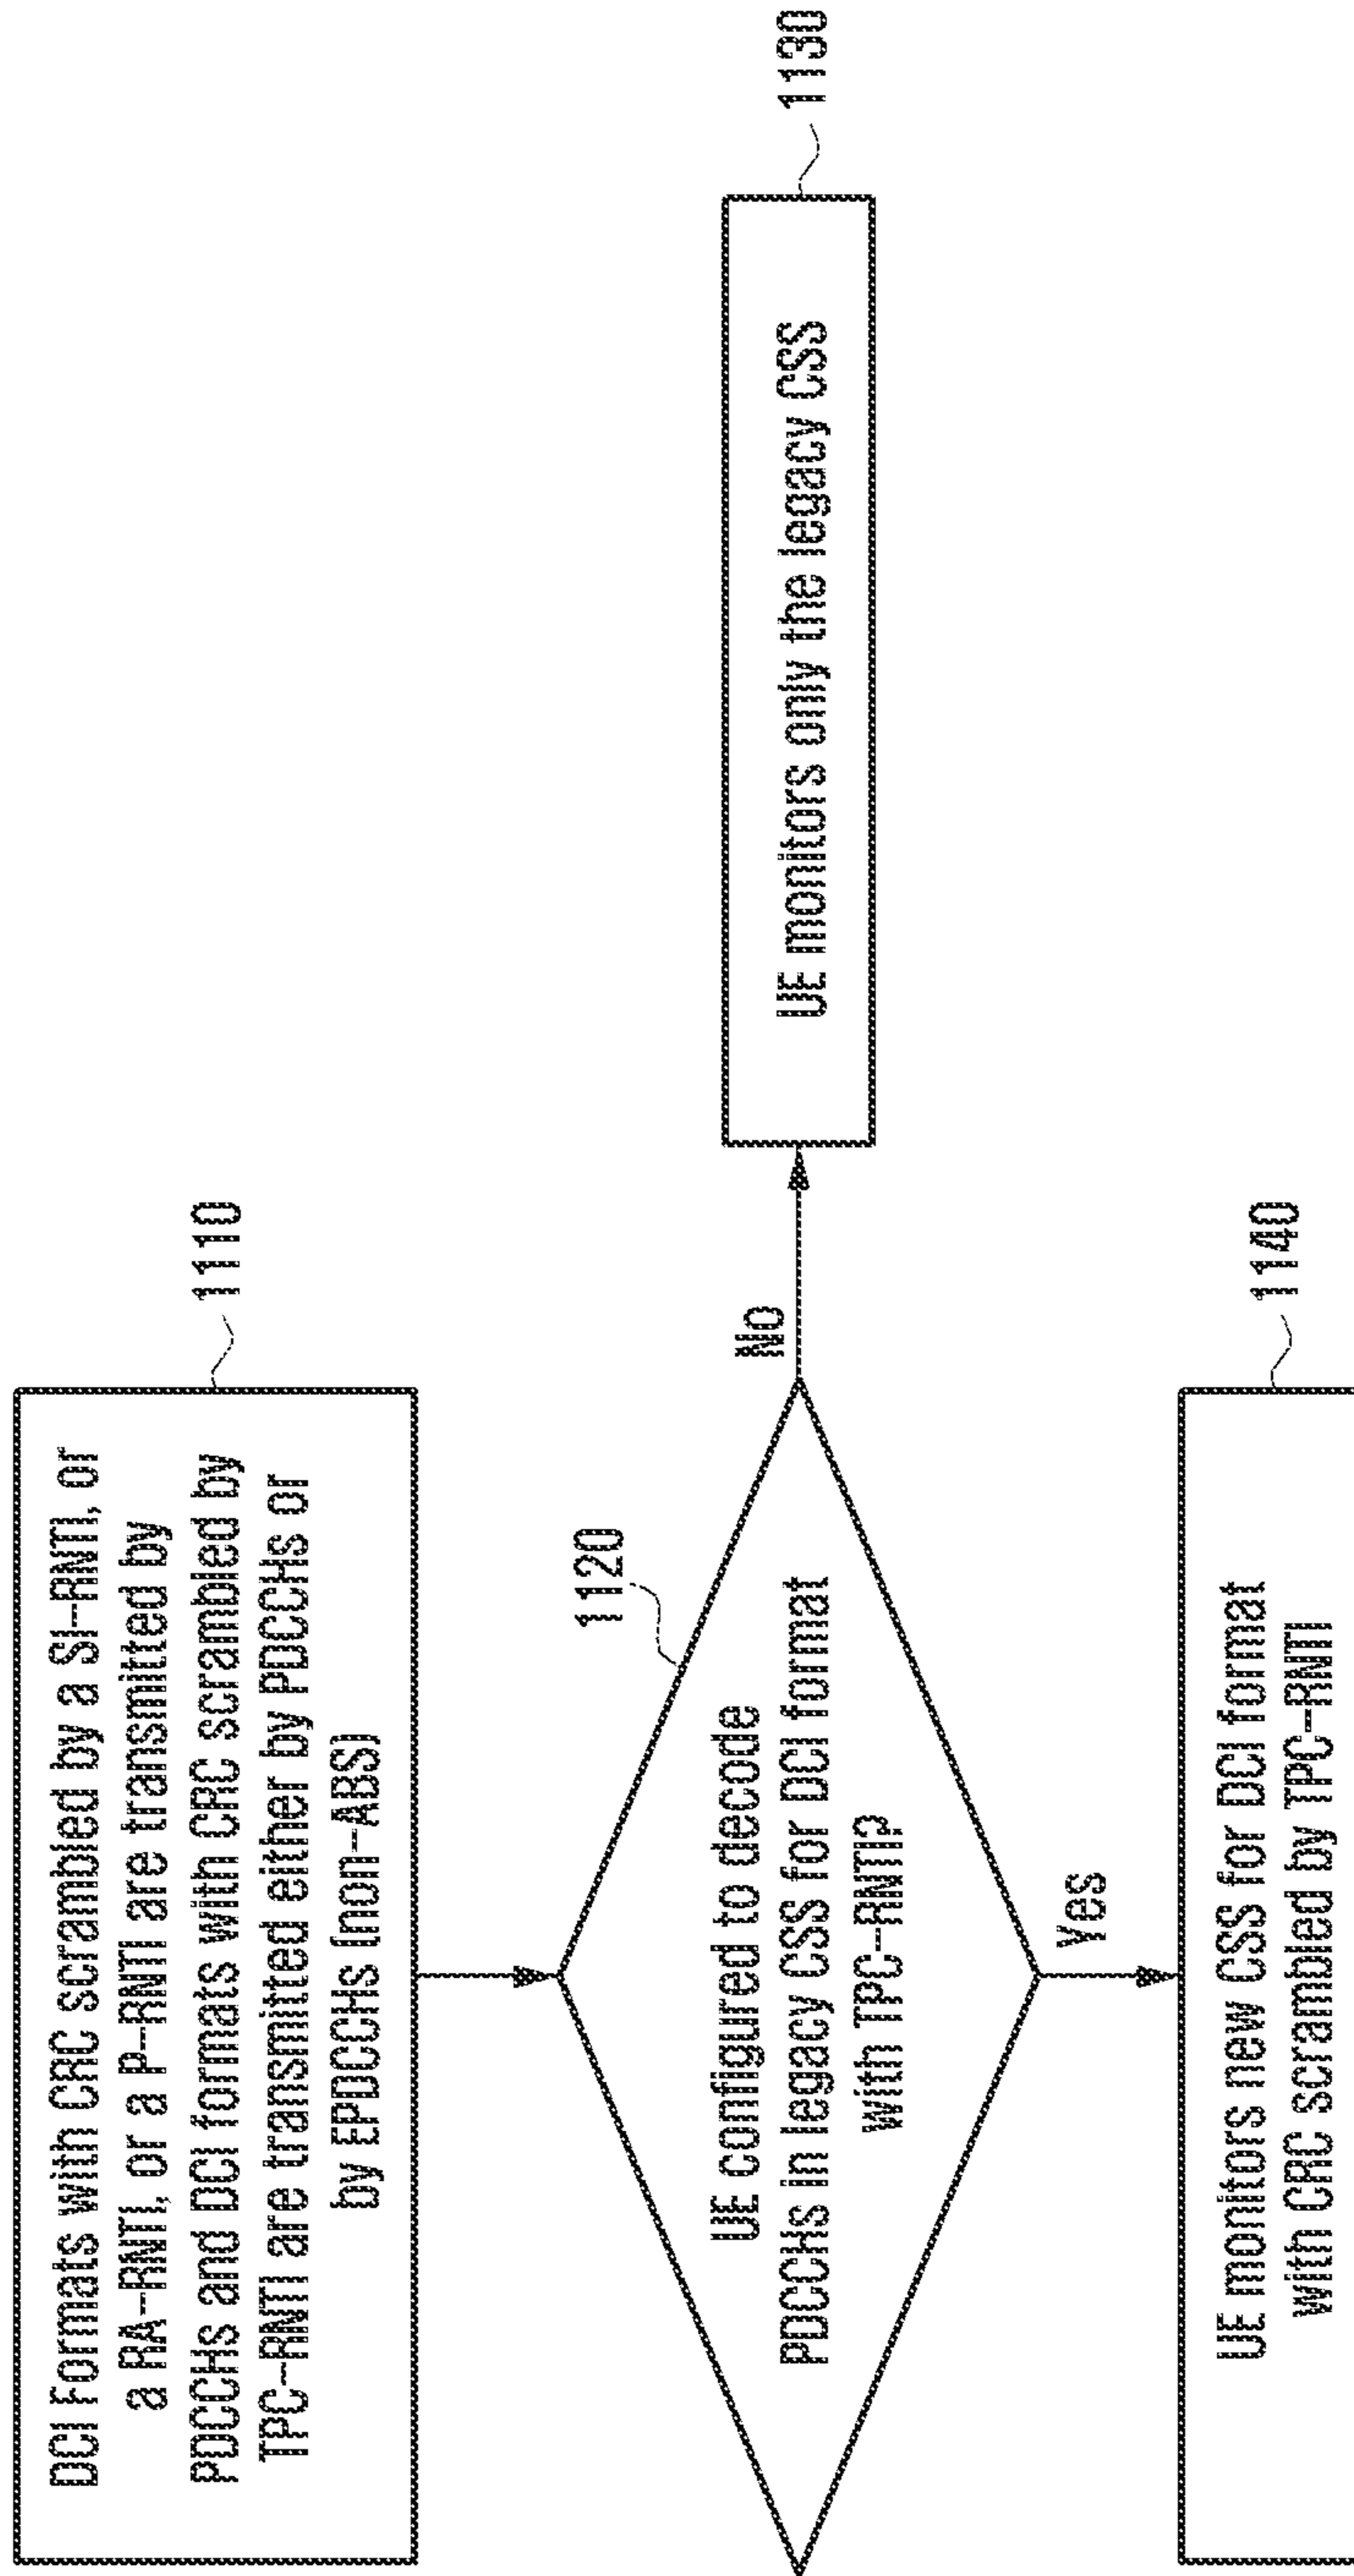 DCI Formats with CRC scrambled by a SI-RNTI, or
a RA-RNTI, or a P-RNTI are transmitted by
PDCCHs and DCI formats with CRC scrambled by
TPC-RNTI are transmitted either by PDCCHs or
by EPDCCHs (non-ABS)
1110
1120
UE configured to decode
PDCCHs in legacy CSS for DCI format
with TPC-RNTI?
No
UE monitors only the legacy CSS
1130
Yes
UE monitors new CSS for DCI format
with CRC scrambled by TPC-RNTI
1140